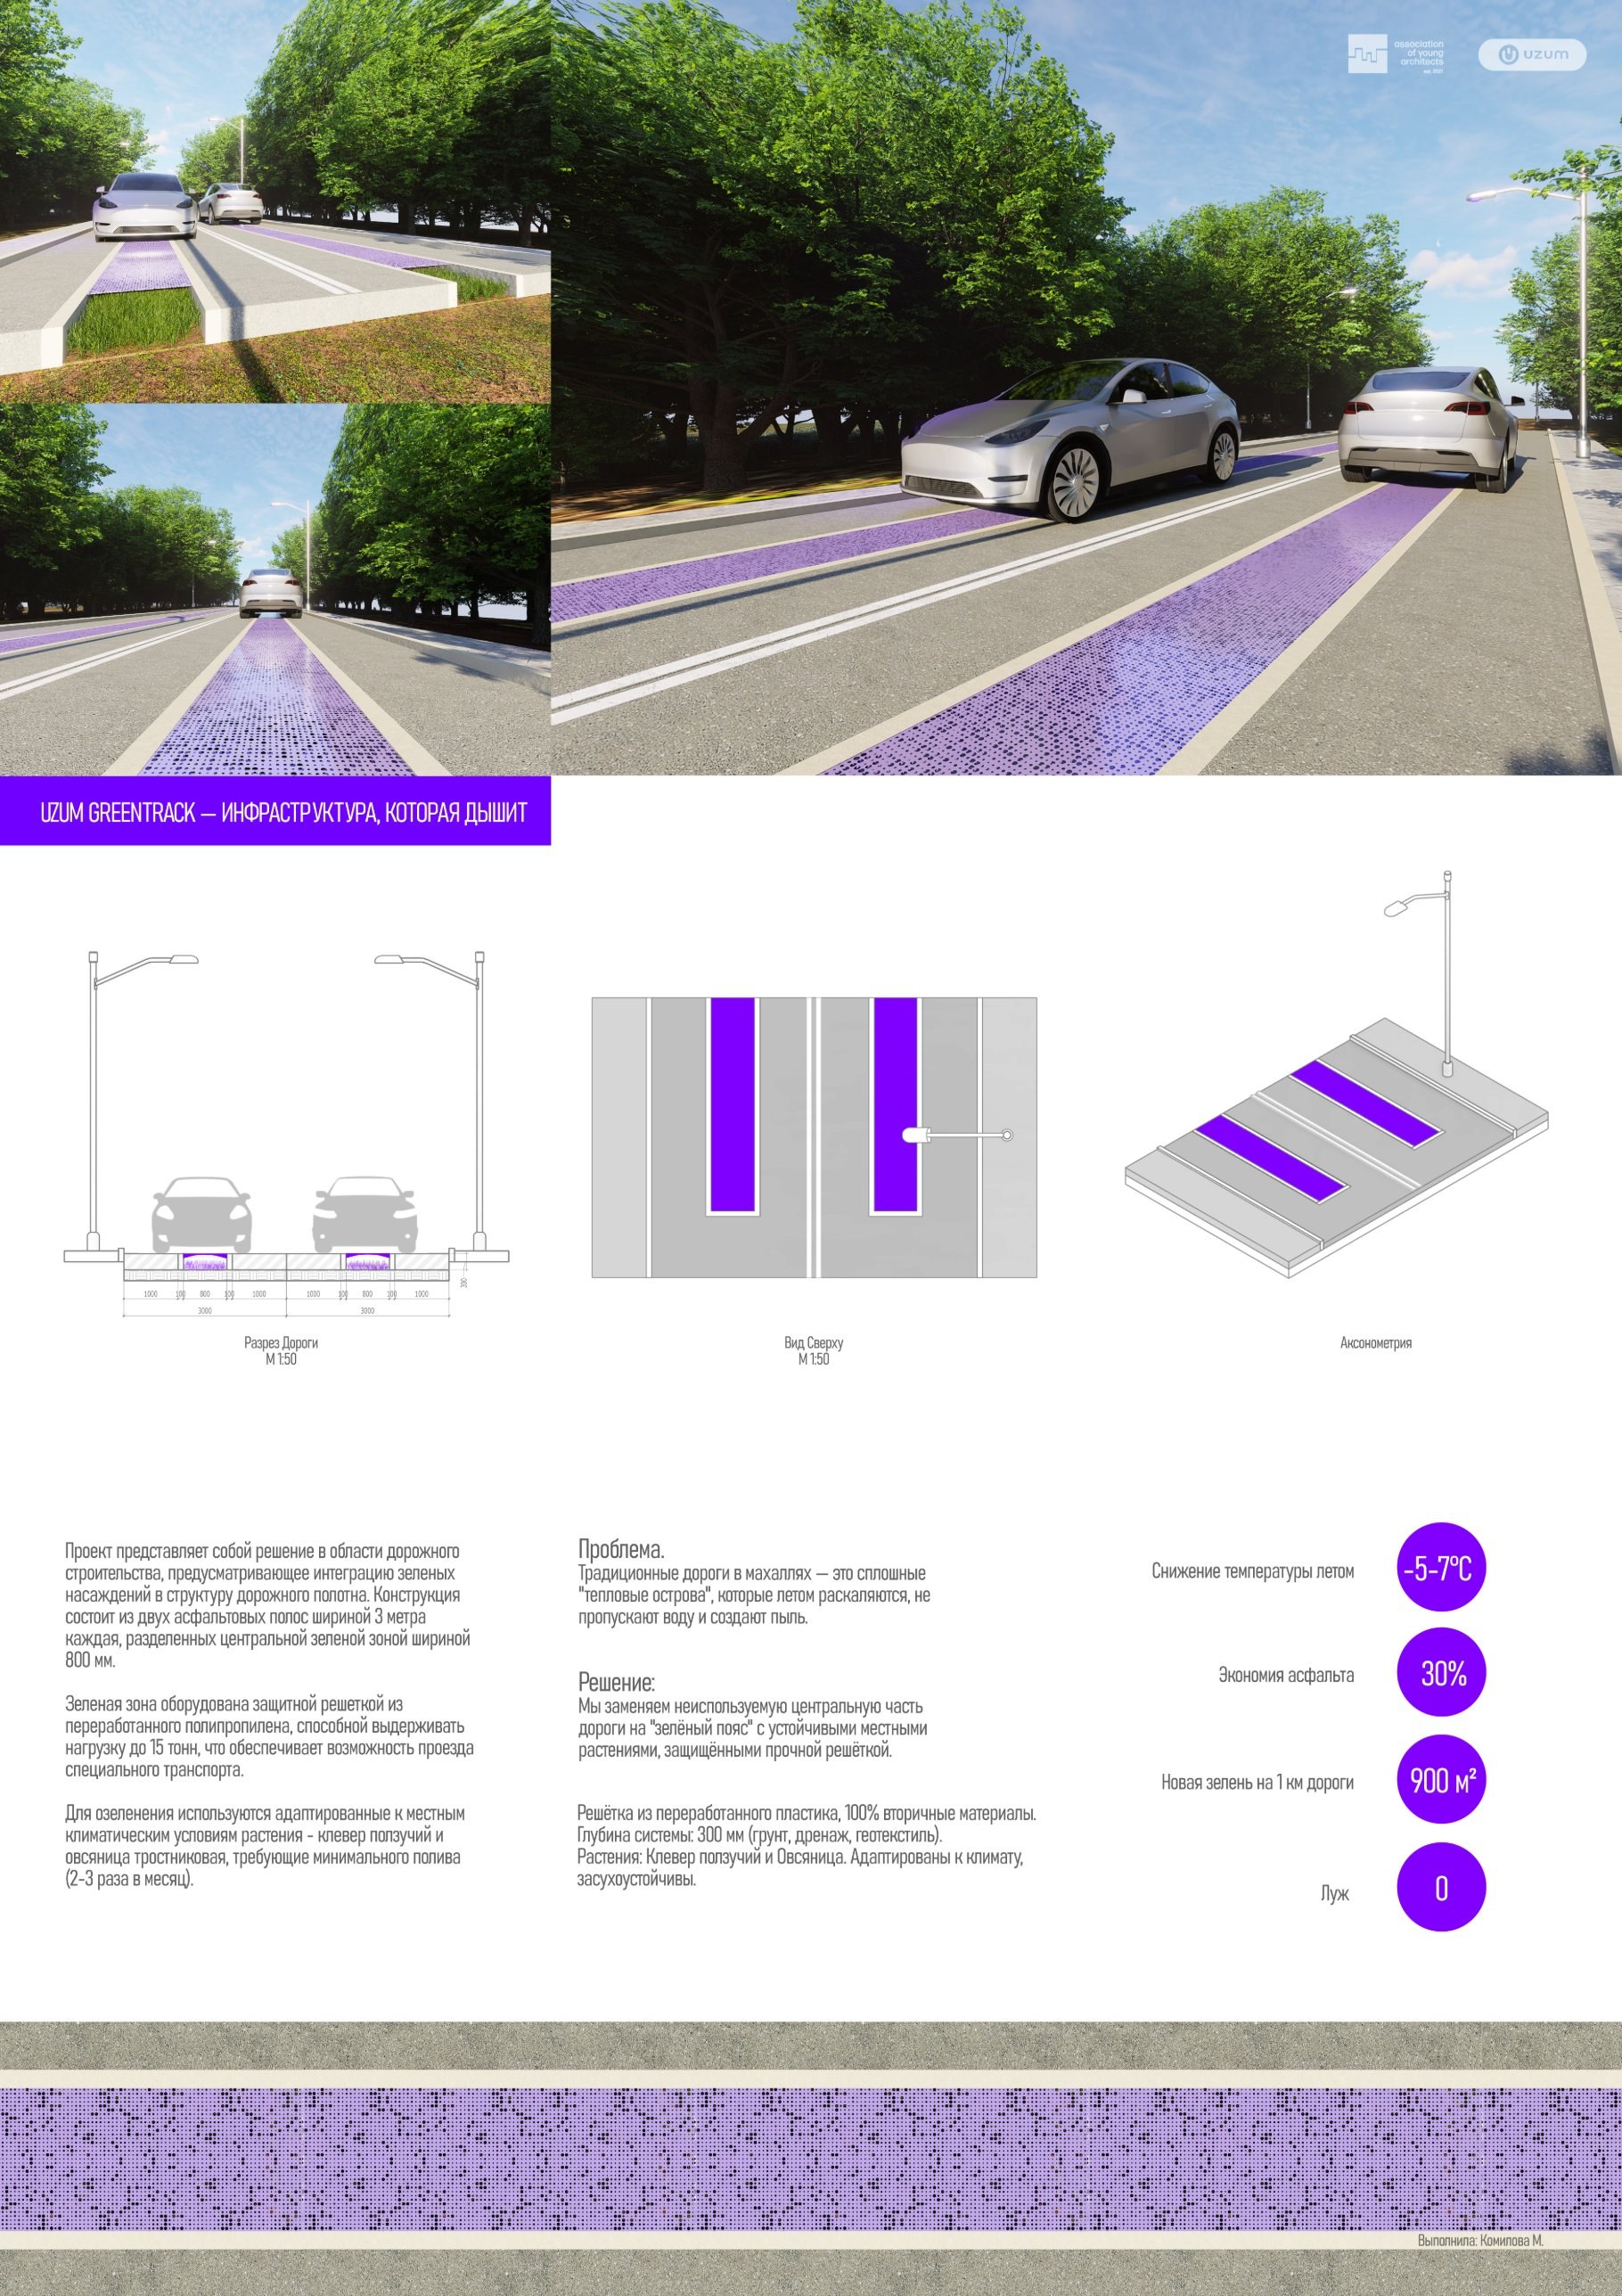 association
of young
architects
est. 2021
uzum
UZUM GREENTRACK — ИНФРАСТРУКТУРА, КОТОРАЯ ДЫШИТ
1000 100 800 100 1000 1000 100 800 100 1000
300
3000 3000
Разрез Дороги
М 1:50
Вид Сверху
М 1:50
Аксонометрия
Проект представляет собой решение в области дорожного
строительства, предусматривающее интеграцию зеленых
насаждений в структуру дорожного полотна. Конструкция
состоит из двух асфальтовых полос шириной 3 метра
каждая, разделенных центральной зеленой зоной шириной
800 мм.
Зеленая зона оборудована защитной решеткой из
переработанного полипропилена, способной выдерживать
нагрузку до 15 тонн, что обеспечивает возможность проезда
специального транспорта.
Для озеленения используются адаптированные к местным
климатическим условиям растения - клевер ползучий и
овсяница тростниковая, требующие минимального полива
(2-3 раза в месяц).
Проблема.
Традиционные дороги в махаллях — это сплошные
"тепловые острова", которые летом раскаляются, не
пропускают воду и создают пыль.
Решение:
Мы заменяем неиспользуемую центральную часть
дороги на "зелёный пояс" с устойчивыми местными
растениями, защищёнными прочной решёткой.
Решётка из переработанного пластика, 100% вторичные материалы.
Глубина системы: 300 мм (грунт, дренаж, геотекстиль).
Растения: Клевер ползучий и Овсяница. Адаптированы к климату,
засухоустойчивы.
Снижение температуры летом -5-7°C
Экономия асфальта 30%
Новая зелень на 1 км дороги 900 м²
Луж 0
Выполнила: Комилова М.